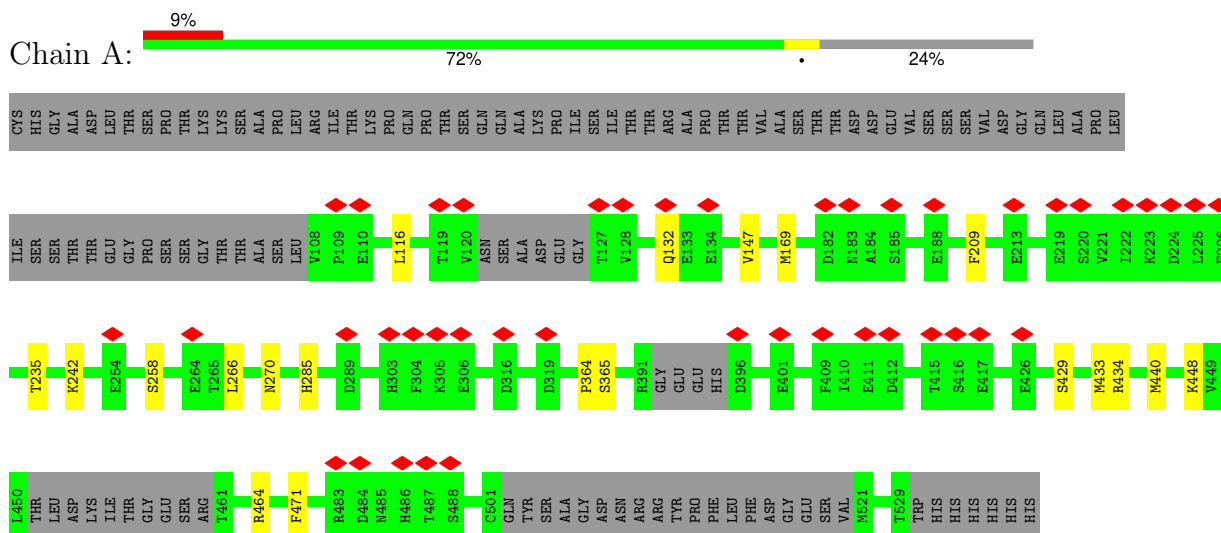 9%
Chain A:
72% • 24%
CYS HIS GLY ALA ASP LEU THR SER PRO THR LYS LYS SER ALA PRO LEU ARG ILE THR LYS PRO GLN PRO THR SER GLN GLN ALA LYS PRO ILE SER ILE THR THR ARG ALA PRO THR THR VAL ALA SER THR THR ASP ASP GLU VAL SER SER SER VAL ASP GLY GLN LEU ALA PRO LEU
ILE SER SER THR THR GLU GLY PRO SER SER GLY THR THR ALA SER LEU V108 P109 E110 L116 T119 V120 ASN SER ALA ASP GLU GLY T127 V128 Q132 E133 E134 V147 M169 D182 N183 A184 S185 E188 F209 E213 E219 S220 V221 I222 K223 D224 L225
T235 K242 E254 S258 E264 T265 L266 N270 H285 D289 H303 F304 K305 E306 D316 D319 P364 S365 R391 GLY GLU GLU HIS D396 E401 F409 I410 E411 D412 T415 S416 E417 E426 S429 M433 R434 M440 K448 V449
L450 THR LEU ASP LYS ILE THR GLY GLU SER ARG T461 R464 F471 R483 D484 N485 H486 T487 S488 C501 GLN TYR SER ALA GLY ASP ASN ARG ARG TYR PRO PHE LEU PHE ASP GLY GLU SER VAL M521 T529 TRP HIS HIS HIS HIS HIS HIS